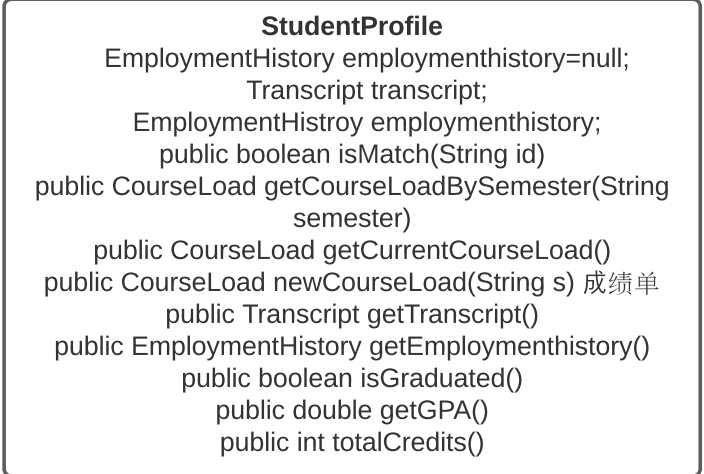 StudentProfile
EmploymentHistory employmenthistory=null;
Transcript transcript;
EmploymentHistroy employmenthistory;
public boolean isMatch(String id)
public CourseLoad getCourseLoadBySemester(String
semester)
public CourseLoad getCurrentCourseLoad()
public CourseLoad newCourseLoad(String s) 成绩单
public Transcript getTranscript()
public EmploymentHistory getEmploymenthistory()
public boolean isGraduated()
public double getGPA()
public int totalCredits()